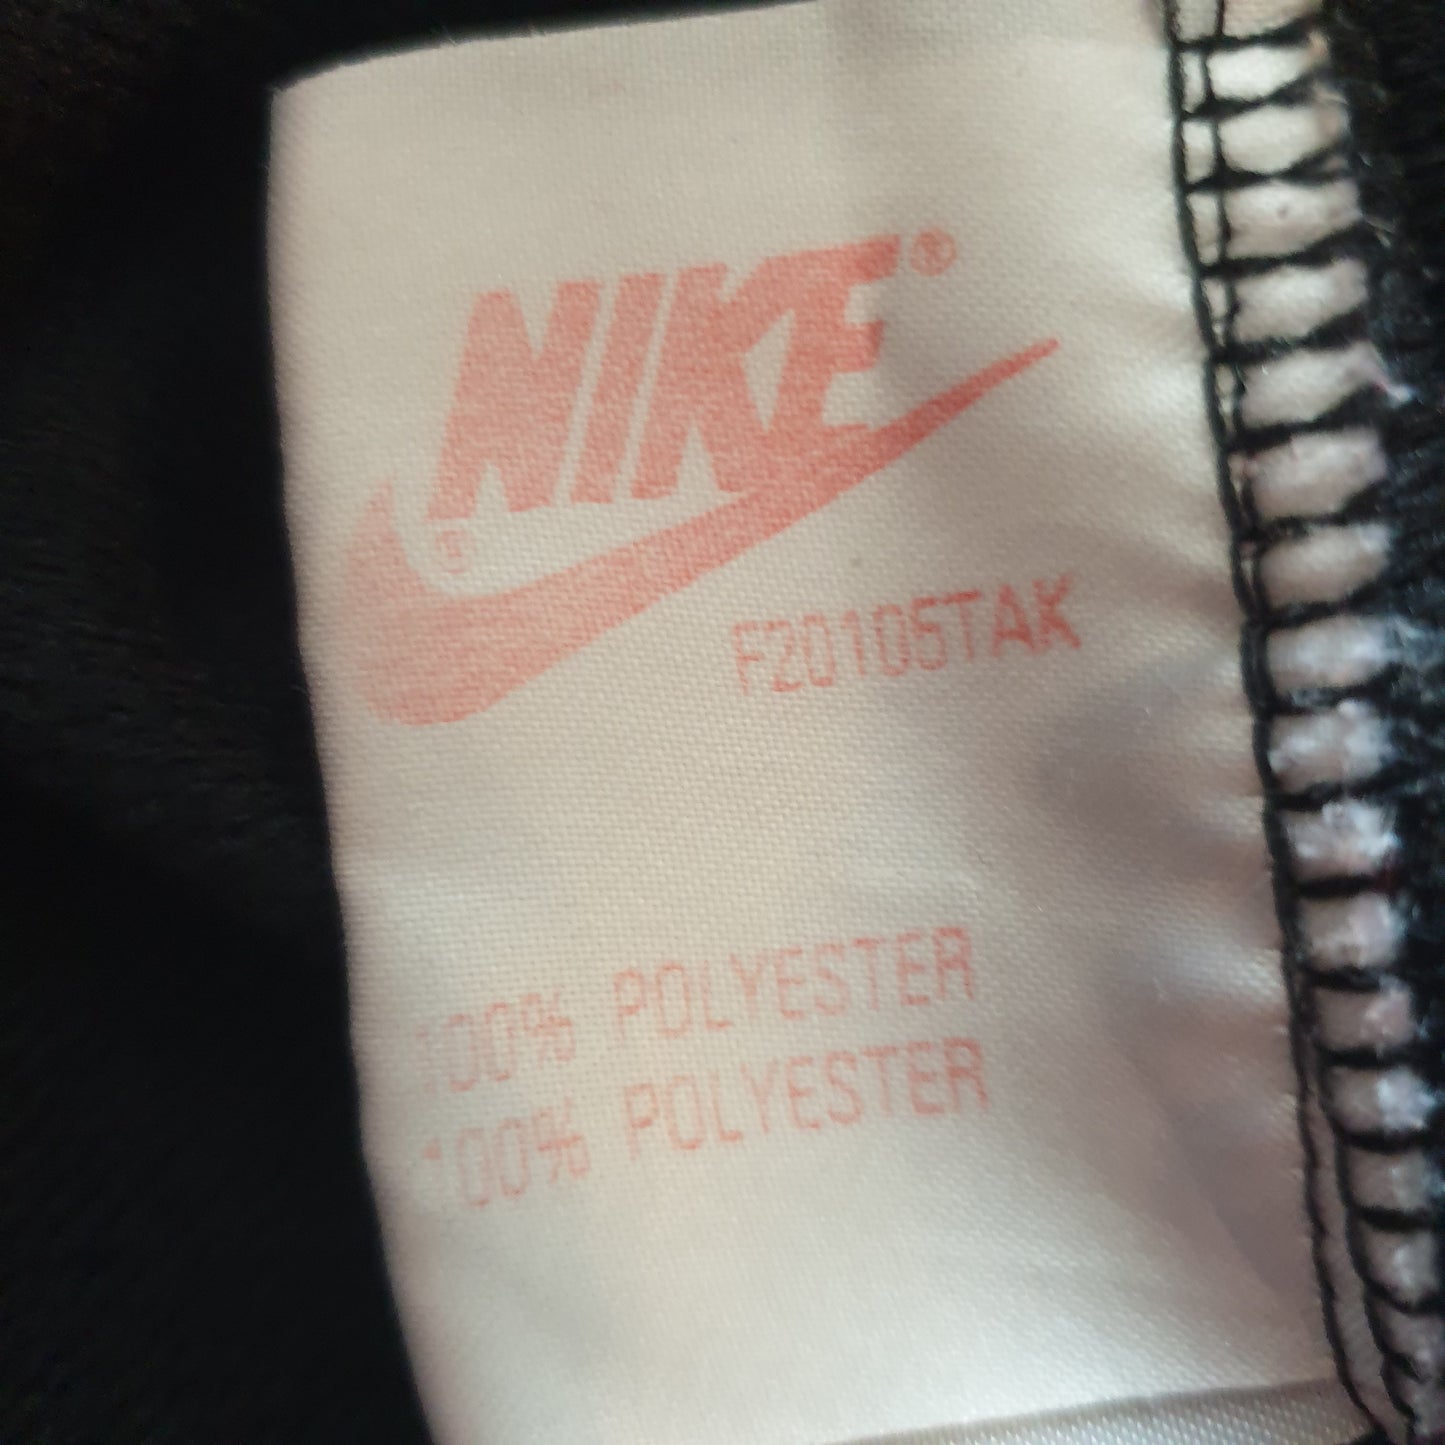 NIKE®
F20105TAK
100% POLYESTER
100% POLYESTER